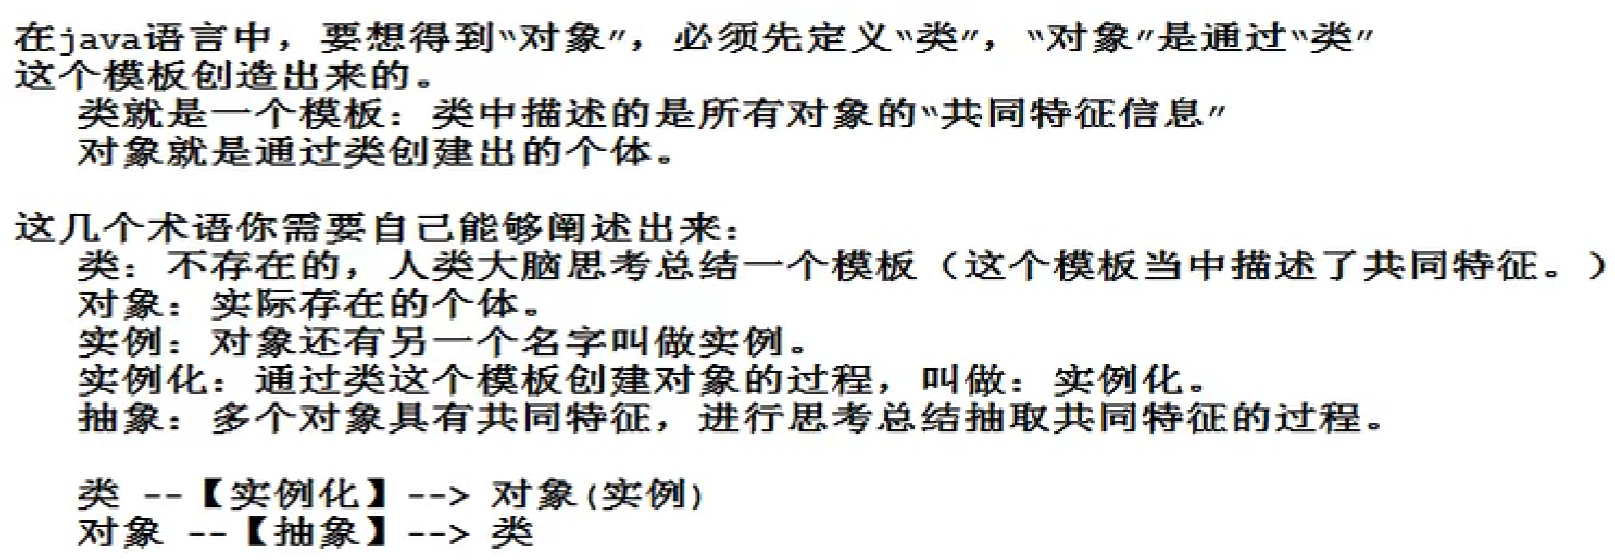 在java语言中，要想得到“对象”，必须先定义“类”，“对象”是通过“类”
这个模板创造出来的。
类就是一个模板：类中描述的是所有对象的“共同特征信息”
对象就是通过类创建出的个体。
这几个术语你需要自己能够阐述出来：
类：不存在的，人类大脑思考总结一个模板（这个模板当中描述了共同特征。）
对象：实际存在的个体。
实例：对象还有另一个名字叫做实例。
实例化：通过类这个模板创建对象的过程，叫做：实例化。
抽象：多个对象具有共同特征，进行思考总结抽取共同特征的过程。
类 --【实例化】--> 对象(实例)
对象 --【抽象】--> 类